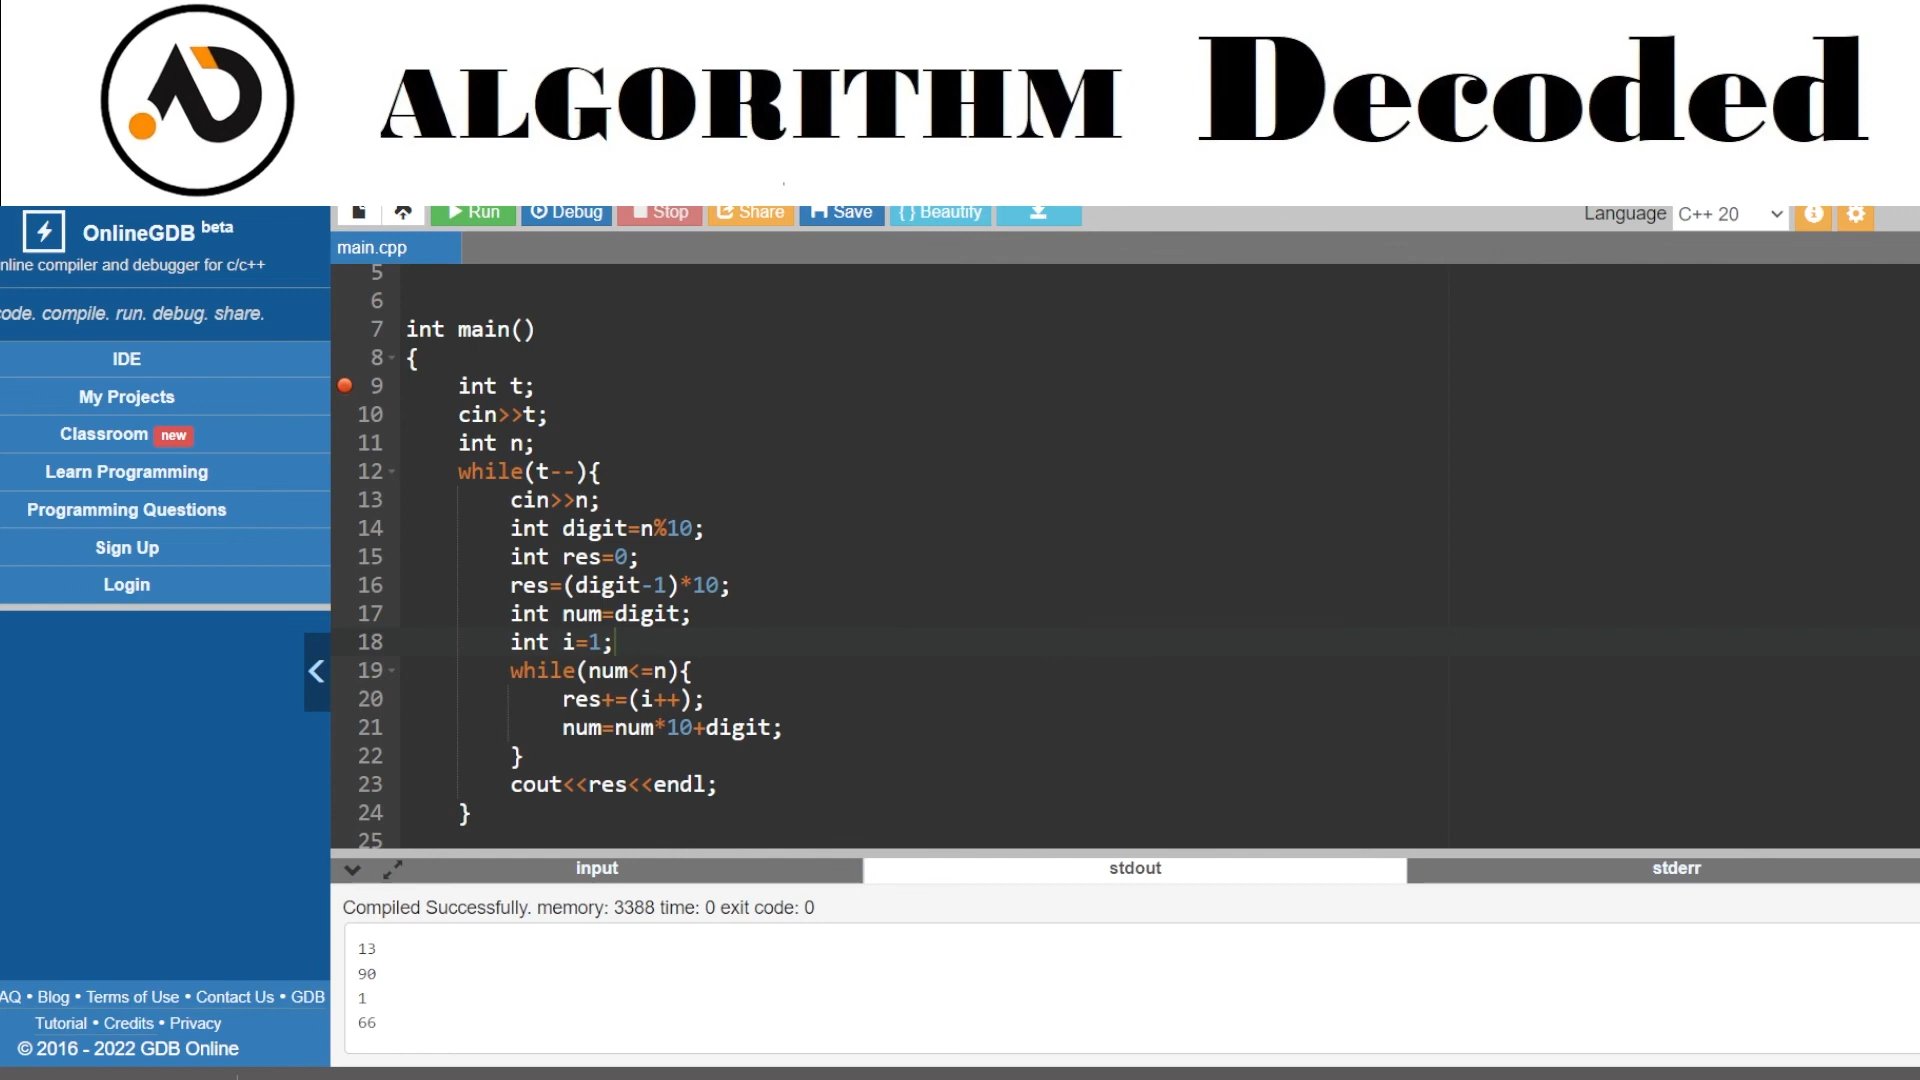 ALGORITHM Decoded
Run Debug Stop Share Save { } Beautify
Language C++ 20
OnlineGDB beta
nline compiler and debugger for c/c++
code. compile. run. debug. share.
IDE
My Projects
Classroom new
Learn Programming
Programming Questions
Sign Up
Login
main.cpp
5
6
7 int main()
8 {
9 int t;
10 cin>>t;
11 int n;
12 while(t--){
13 cin>>n;
14 int digit=n%10;
15 int res=0;
16 res=(digit-1)*10;
17 int num=digit;
18 int i=1;
19 while(num<=n){
20 res+=(i++);
21 num=num*10+digit;
22 }
23 cout<<res<<endl;
24 }
25
input stdout stderr
Compiled Successfully. memory: 3388 time: 0 exit code: 0
13
90
1
66
AQ • Blog • Terms of Use • Contact Us • GDB
Tutorial • Credits • Privacy
© 2016 - 2022 GDB Online